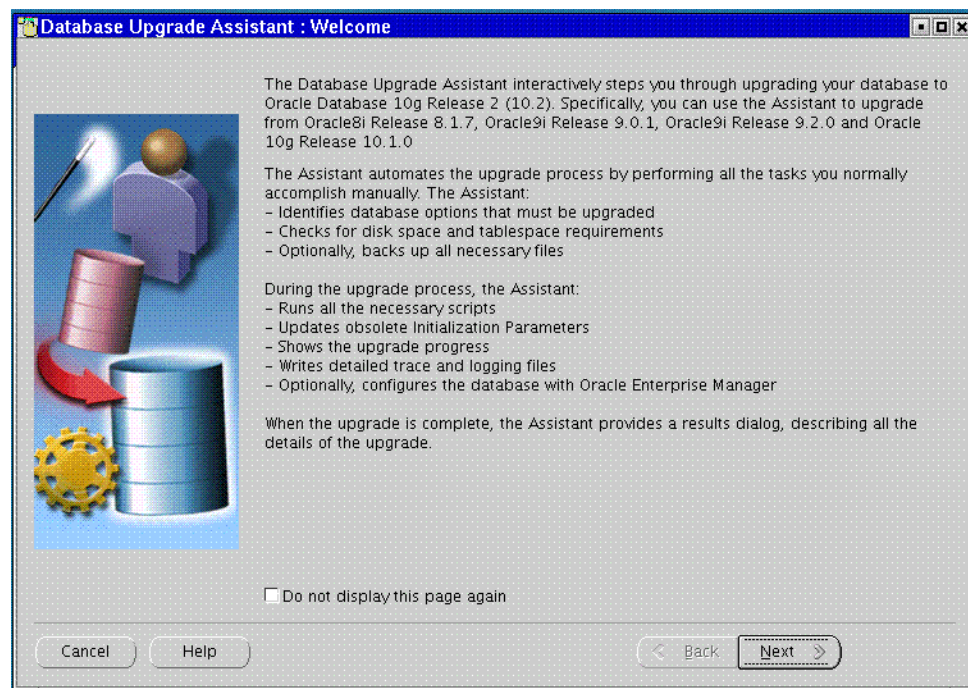 Database Upgrade Assistant : Welcome
The Database Upgrade Assistant interactively steps you through upgrading your database to
Oracle Database 10g Release 2 (10.2). Specifically, you can use the Assistant to upgrade
from Oracle8i Release 8.1.7, Oracle9i Release 9.0.1, Oracle9i Release 9.2.0 and Oracle
10g Release 10.1.0
The Assistant automates the upgrade process by performing all the tasks you normally
accomplish manually. The Assistant:
– Identifies database options that must be upgraded
– Checks for disk space and tablespace requirements
– Optionally, backs up all necessary files
During the upgrade process, the Assistant:
– Runs all the necessary scripts
– Updates obsolete Initialization Parameters
– Shows the upgrade progress
– Writes detailed trace and logging files
– Optionally, configures the database with Oracle Enterprise Manager
When the upgrade is complete, the Assistant provides a results dialog, describing all the
details of the upgrade.
Do not display this page again
Cancel Help Back Next